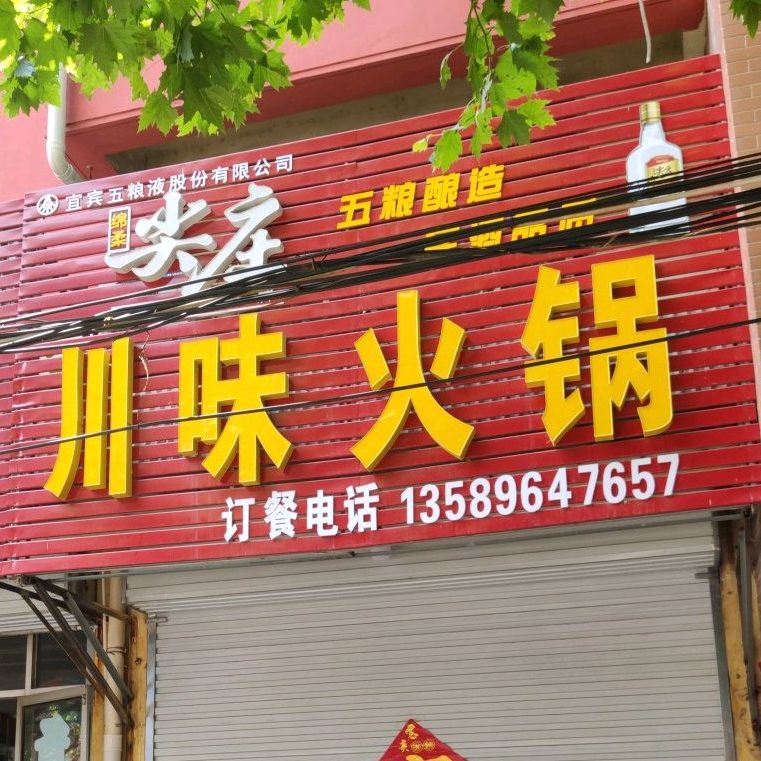 宜宾五粮液股份有限公司
绵柔
尖庄
五粮酿造
川味火锅
订餐电话 13589647657